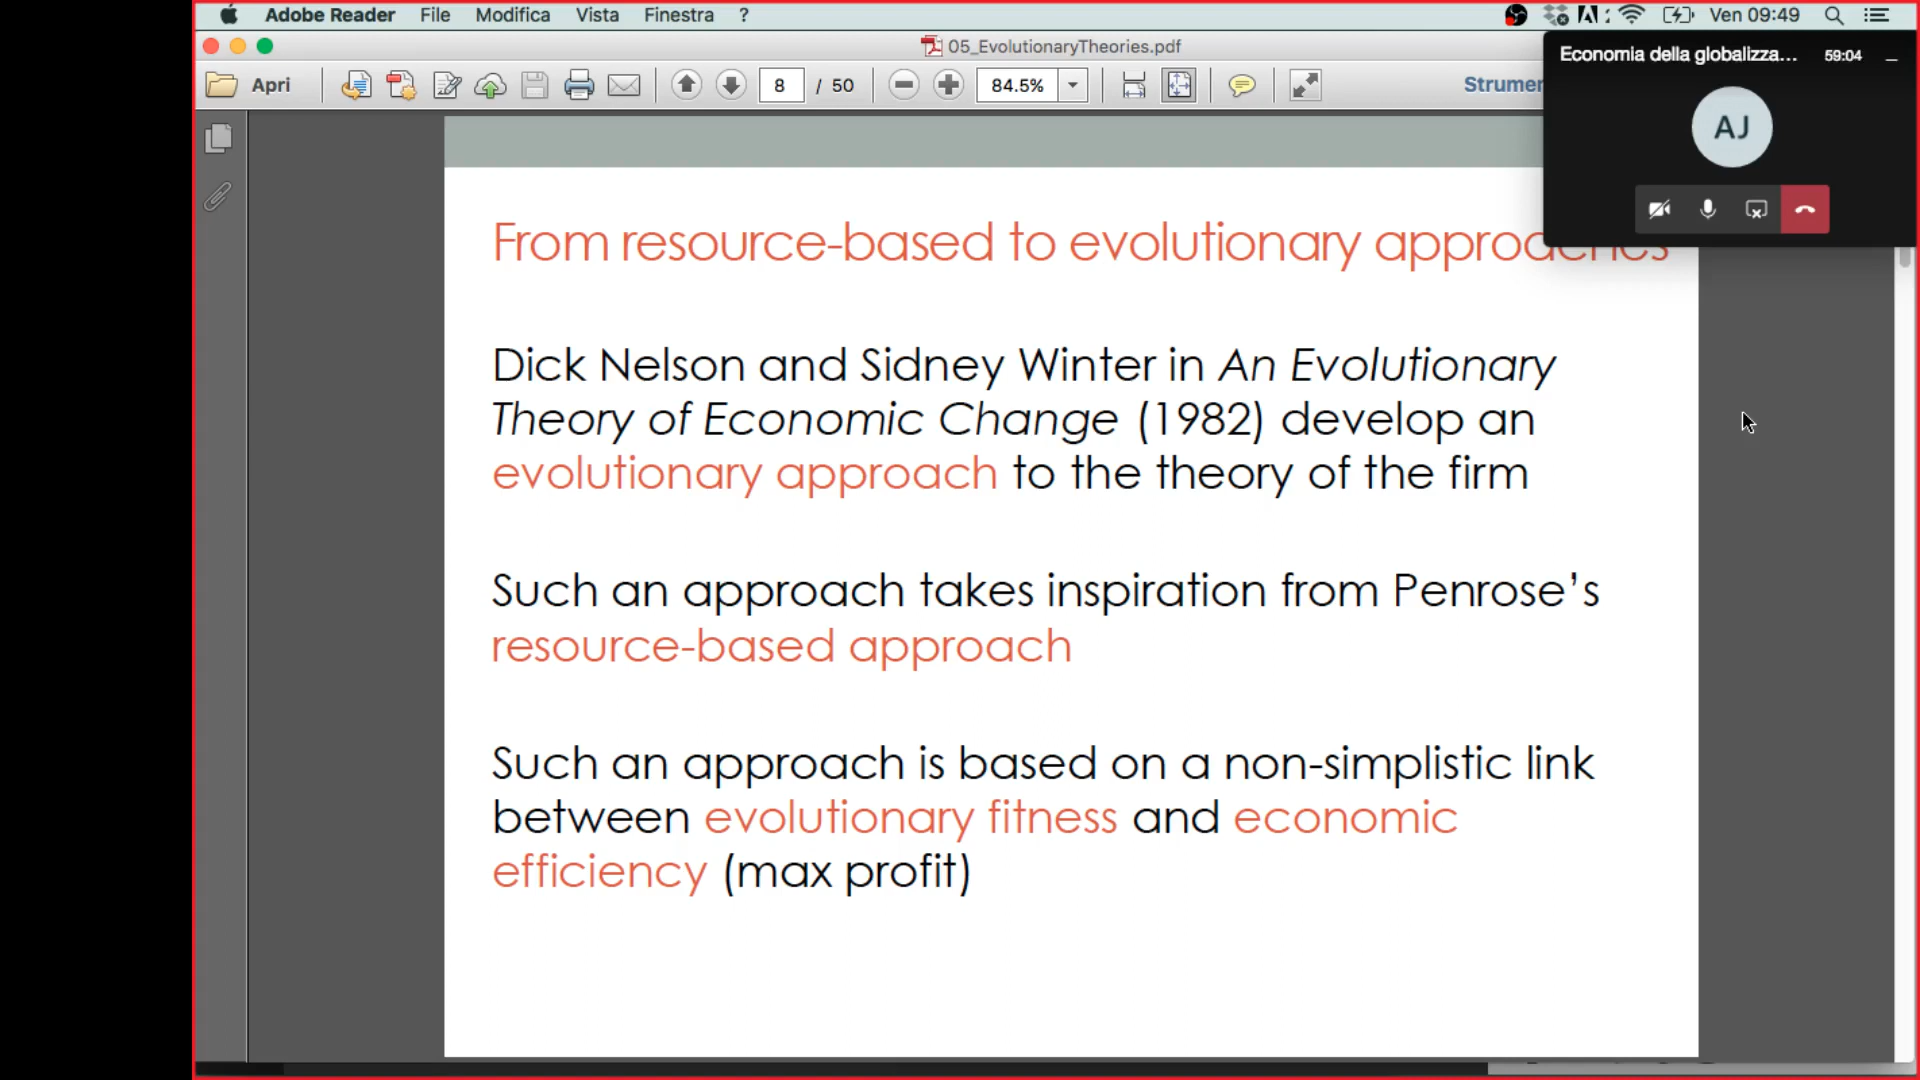 Adobe Reader File Modifica Vista Finestra ?
Ven 09:49
05_EvolutionaryTheories.pdf
Economia della globalizza... 59:04
Apri
8 / 50
84.5%
AJ
From resource-based to evolutionary approaches
Dick Nelson and Sidney Winter in An Evolutionary
Theory of Economic Change (1982) develop an
evolutionary approach to the theory of the firm
Such an approach takes inspiration from Penrose's
resource-based approach
Such an approach is based on a non-simplistic link
between evolutionary fitness and economic
efficiency (max profit)